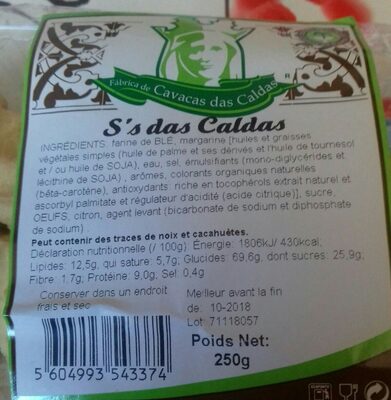 Fábrica de Cavacas das Caldas
®
S's das Caldas
INGRÉDIENTS: farine de BLÉ, margarine [huiles et graisses
végétales simples (huile de palme et ses dérivés et l'huile de tournesol
et / ou huile de SOJA), eau, sel, émulsifiants (mono-diglycérides et
lécithine de SOJA), arômes, colorants organiques naturelles
(bêta-carotène), antioxydants: riche en tocophérols extrait naturel et
ascorbyl palmitate et régulateur d'acidité (acide citrique)], sucre,
OEUFS, citron, agent levant (bicarbonate de sodium et diphosphate
de sodium)
Peut contenir des traces de noix et cacahuètes.
Déclaration nutritionnelle (/ 100g): Énergie: 1806kJ/ 430kcal,
Lipides: 12,5g, qui sature: 5,7g; Glucides: 69,6g, dont sucres: 25,9g,
Fibre: 1,7g; Protéine: 9,0g; Sel: 0,4g
Conserver dans un endroit
frais et sec
Meilleur avant la fin
de: 10-2018
Lot: 71118057
Poids Net:
250g
5 604993 543374